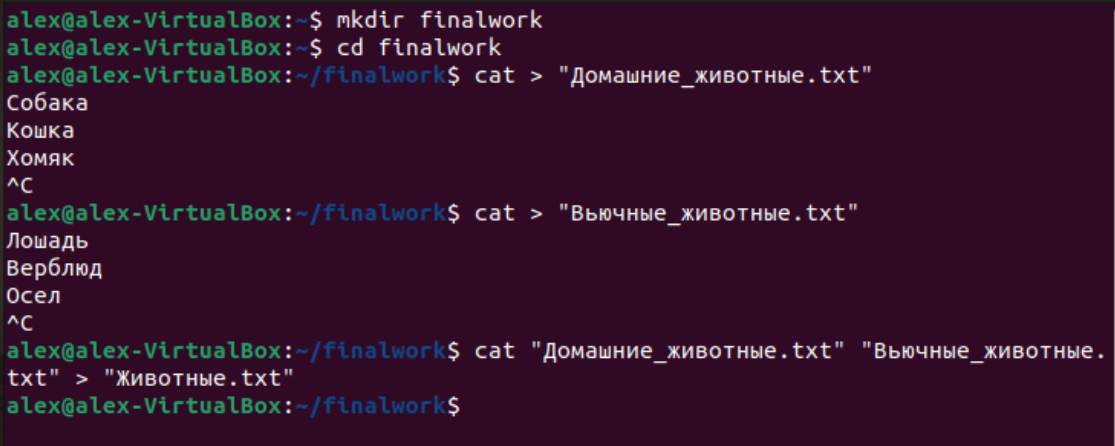 alex@alex-VirtualBox:~$ mkdir finalwork
alex@alex-VirtualBox:~$ cd finalwork
alex@alex-VirtualBox:~/finalwork$ cat > "Домашние_животные.txt"
Собака
Кошка
Хомяк
^C
alex@alex-VirtualBox:~/finalwork$ cat > "Вьючные_животные.txt"
Лошадь
Верблюд
Осел
^C
alex@alex-VirtualBox:~/finalwork$ cat "Домашние_животные.txt" "Вьючные_животные.
txt" > "Животные.txt"
alex@alex-VirtualBox:~/finalwork$